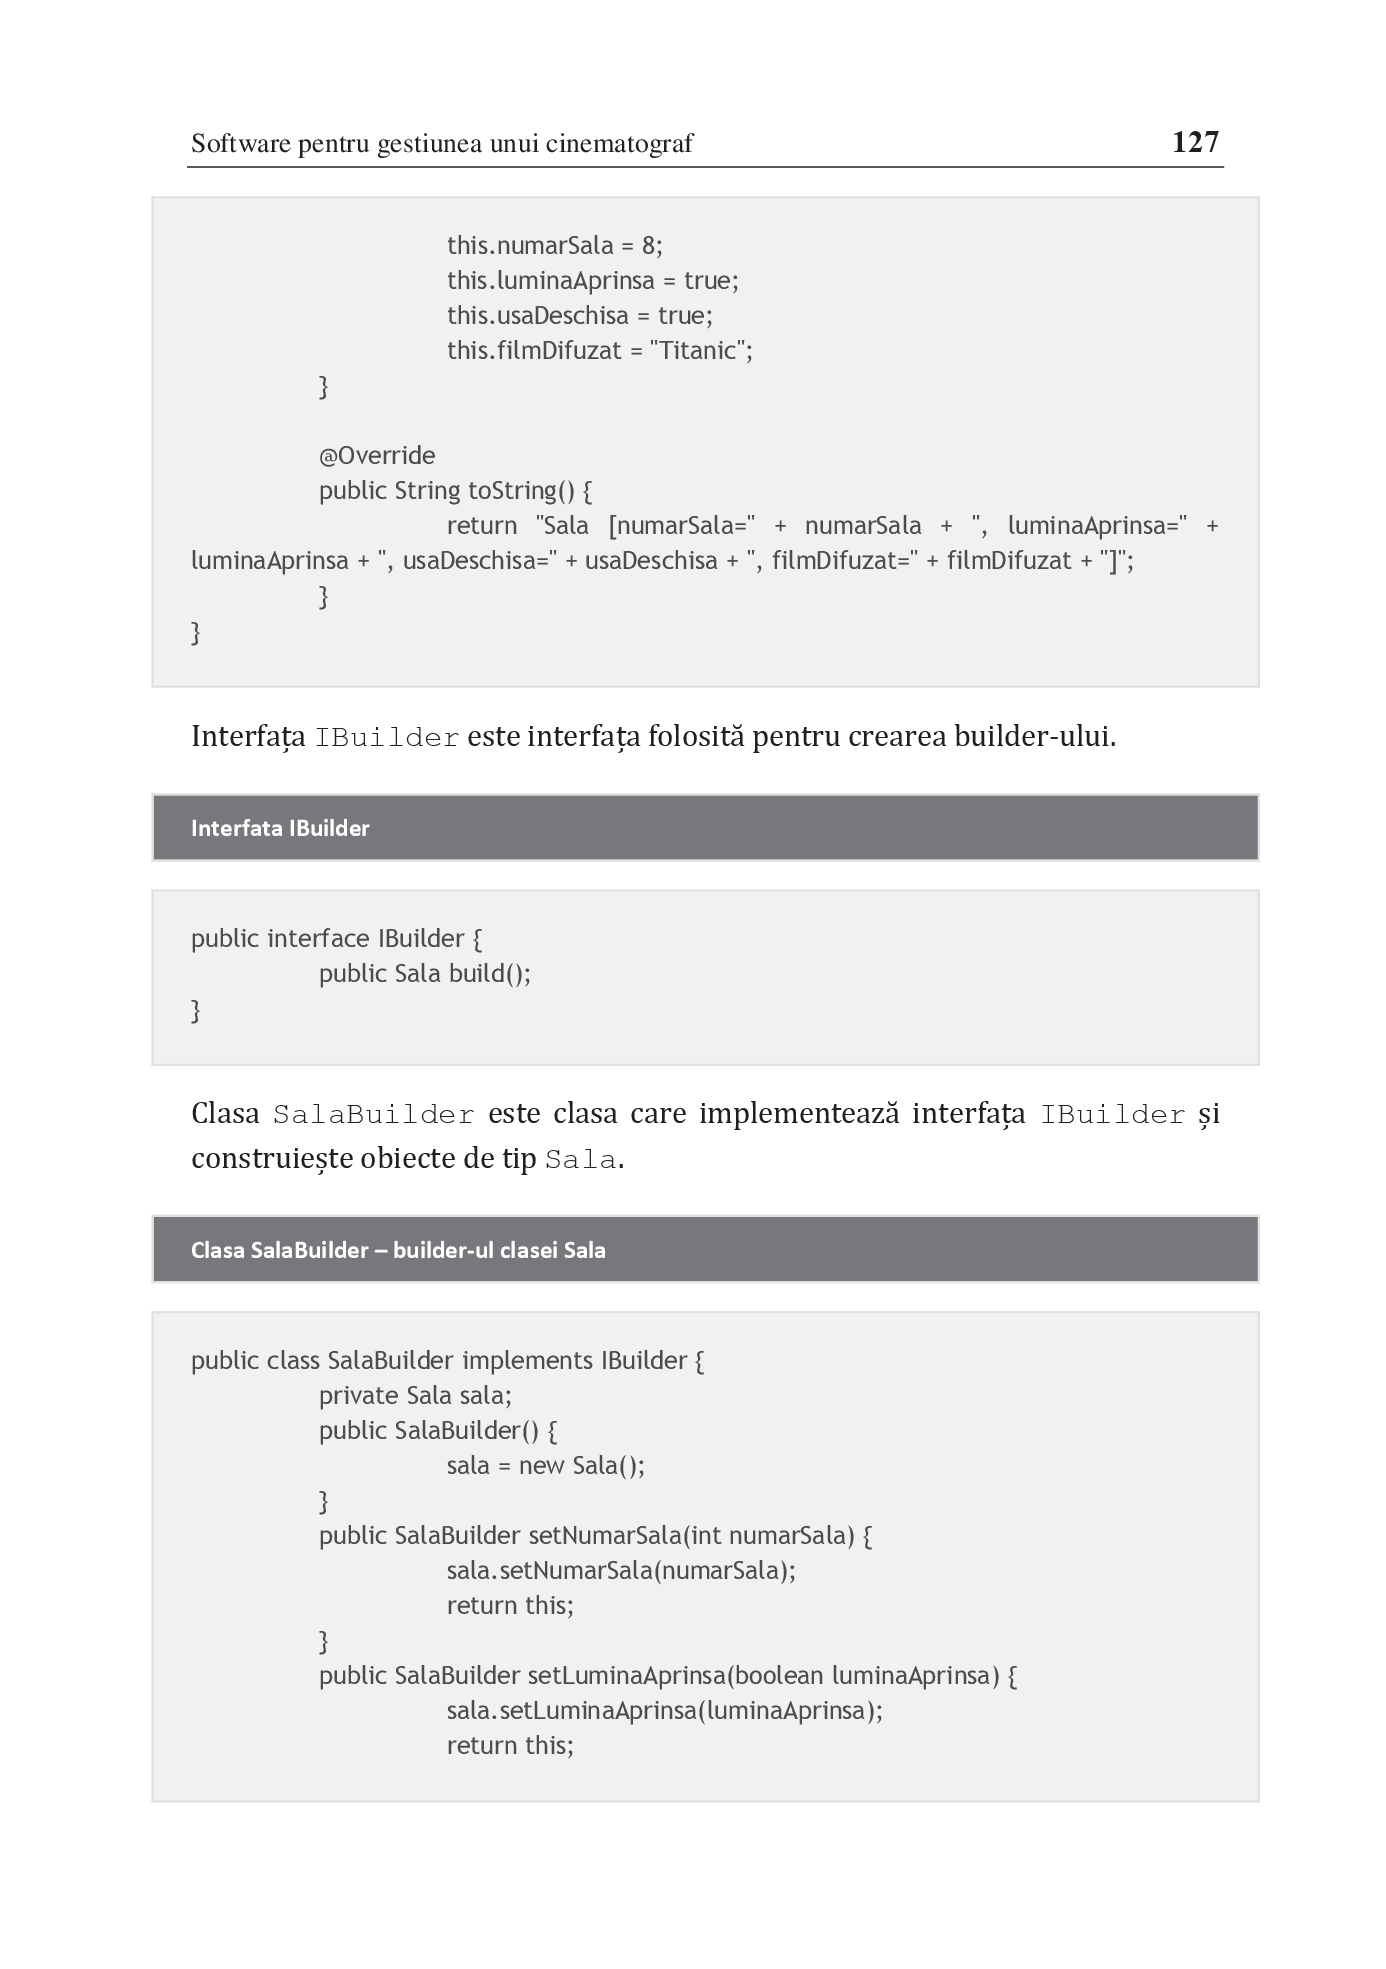 Software pentru gestiunea unui cinematograf 127
this.numarSala = 8;
this.luminaAprinsa = true;
this.usaDeschisa = true;
this.filmDifuzat = "Titanic";
}
@Override
public String toString() {
return "Sala [numarSala=" + numarSala + ", luminaAprinsa=" +
luminaAprinsa + ", usaDeschisa=" + usaDeschisa + ", filmDifuzat=" + filmDifuzat + "]";
}
}
Interfața IBuilder este interfața folosită pentru crearea builder-ului.
Interfata IBuilder
public interface IBuilder {
public Sala build();
}
Clasa SalaBuilder este clasa care implementează interfața IBuilder și
construiește obiecte de tip Sala.
Clasa SalaBuilder – builder-ul clasei Sala
public class SalaBuilder implements IBuilder {
private Sala sala;
public SalaBuilder() {
sala = new Sala();
}
public SalaBuilder setNumarSala(int numarSala) {
sala.setNumarSala(numarSala);
return this;
}
public SalaBuilder setLuminaAprinsa(boolean luminaAprinsa) {
sala.setLuminaAprinsa(luminaAprinsa);
return this;